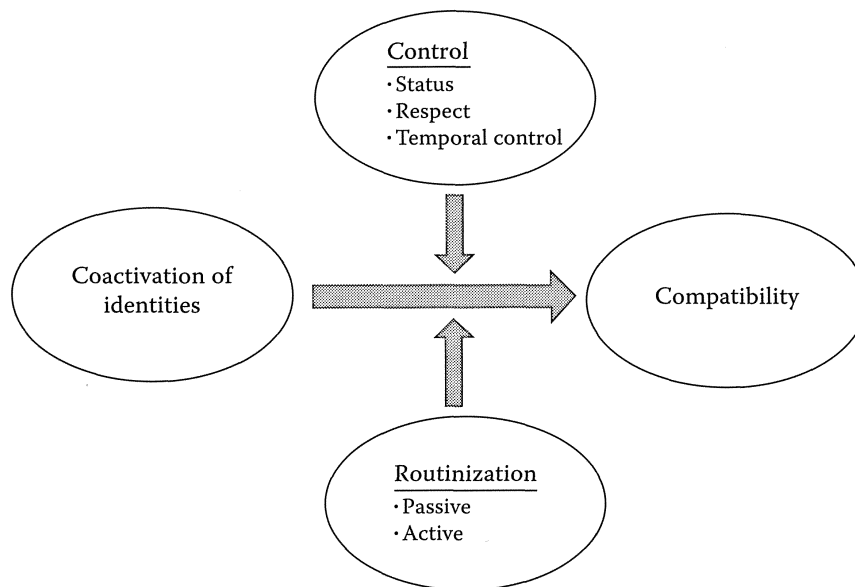 Control
·Status
·Respect
·Temporal control
Coactivation of
identities
Compatibility
Routinization
·Passive
·Active